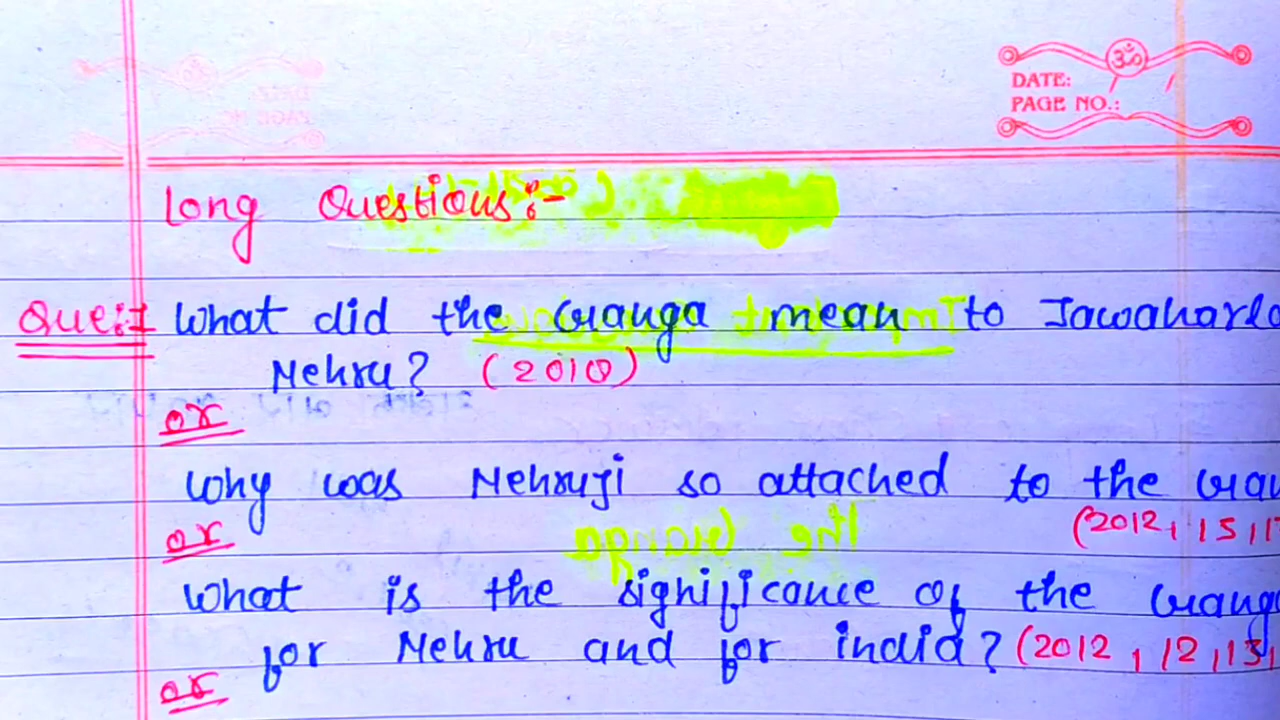 ॐ
DATE: / /
PAGE NO.:
Long Questions:-
Que:1 What did the Ganga mean to Jawaharla
Nehru? (2010)
or
Why was Nehruji so attached to the Gan
(2012, 15, 1
or
What is the significance of the Ganga
for Nehru and for india? (2012, 12, 13,
or